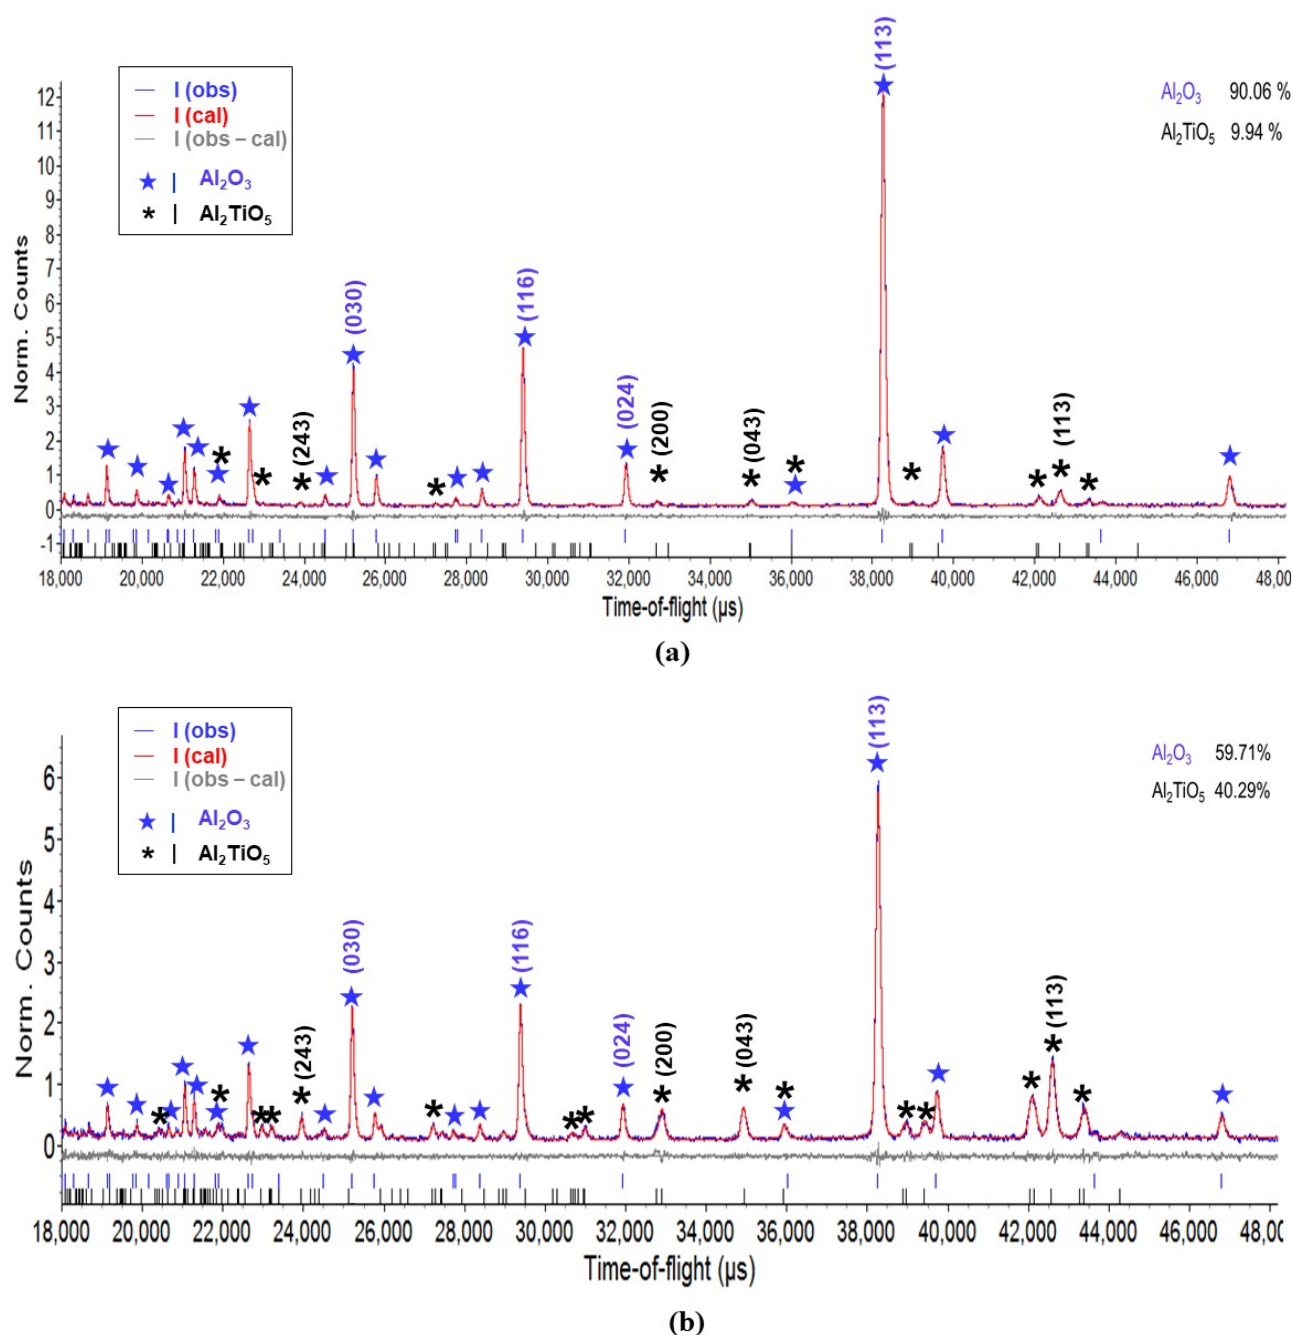 (113)
I (obs)
I (cal)
I (obs – cal)
★ | Al₂O₃
* | Al₂TiO₅
Al₂O₃ 90.06 %
Al₂TiO₅ 9.94 %
Norm. Counts
12
11
10
9
8
7
6
5
4
3
2
1
0
-1
(243)
(030)
(116)
(024)
(200)
(043)
(113)
18,000 20,000 22,000 24,000 26,000 28,000 30,000 32,000 34,000 36,000 38,000 40,000 42,000 44,000 46,000 48,0
Time-of-flight (µs)
(a)
(113)
I (obs)
I (cal)
I (obs – cal)
★ | Al₂O₃
* | Al₂TiO₅
Al₂O₃ 59.71%
Al₂TiO₅ 40.29%
Norm. Counts
6
5
4
3
2
1
0
(243)
(030)
(116)
(024)
(200)
(043)
(113)
18,000 20,000 22,000 24,000 26,000 28,000 30,000 32,000 34,000 36,000 38,000 40,000 42,000 44,000 46,000 48,0
Time-of-flight (µs)
(b)